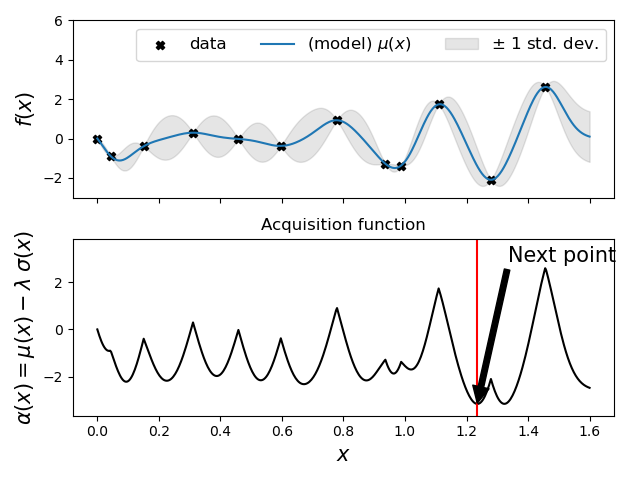 6
4
2
0
−2
f(x)
data
(model) μ(x)
± 1 std. dev.
Acquisition function
Next point
2
0
−2
α(x) = μ(x) − λ σ(x)
0.0 0.2 0.4 0.6 0.8 1.0 1.2 1.4 1.6
x